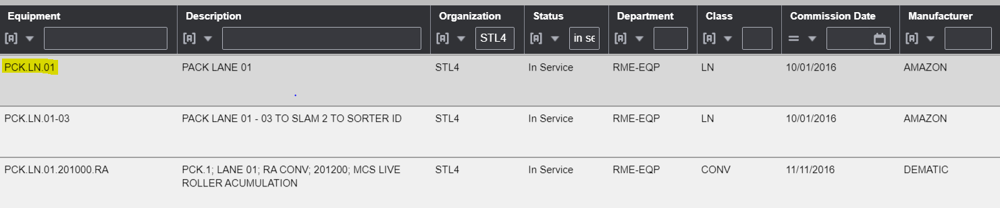 Equipment Description Organization Status Department Class Commission Date Manufacturer
[A] [A] [A] STL4 [A] in se [A] [A] = [A]
PCK.LN.01 PACK LANE 01 STL4 In Service RME-EQP LN 10/01/2016 AMAZON
PCK.LN.01-03 PACK LANE 01 - 03 TO SLAM 2 TO SORTER ID STL4 In Service RME-EQP LN 10/01/2016 AMAZON
PCK.LN.01.201000.RA PCK.1; LANE 01; RA CONV; 201200; MCS LIVE STL4 In Service RME-EQP CONV 11/11/2016 DEMATIC
ROLLER ACUMULATION